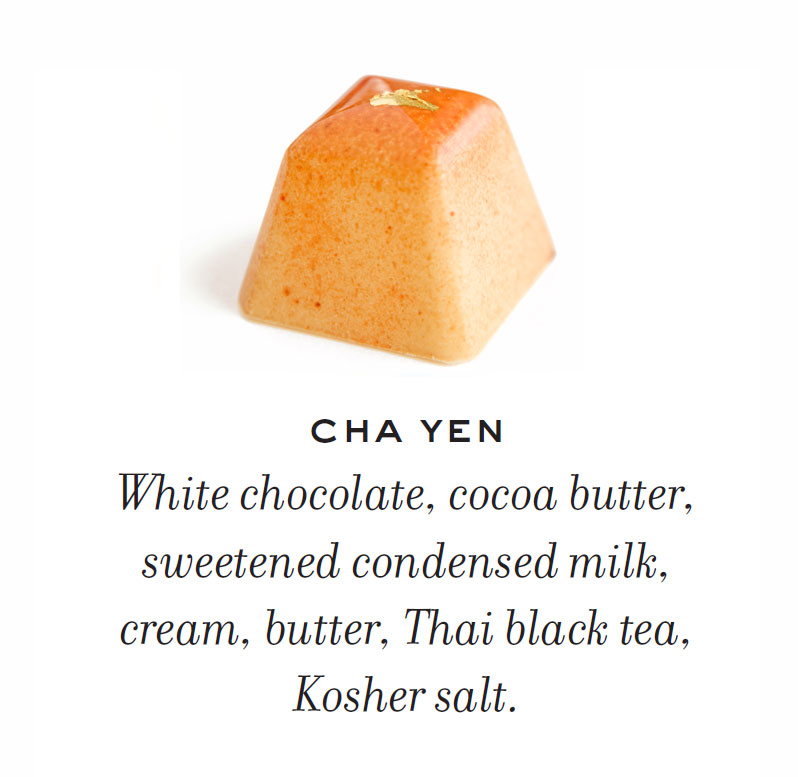 CHA YEN
White chocolate, cocoa butter,
sweetened condensed milk,
cream, butter, Thai black tea,
Kosher salt.